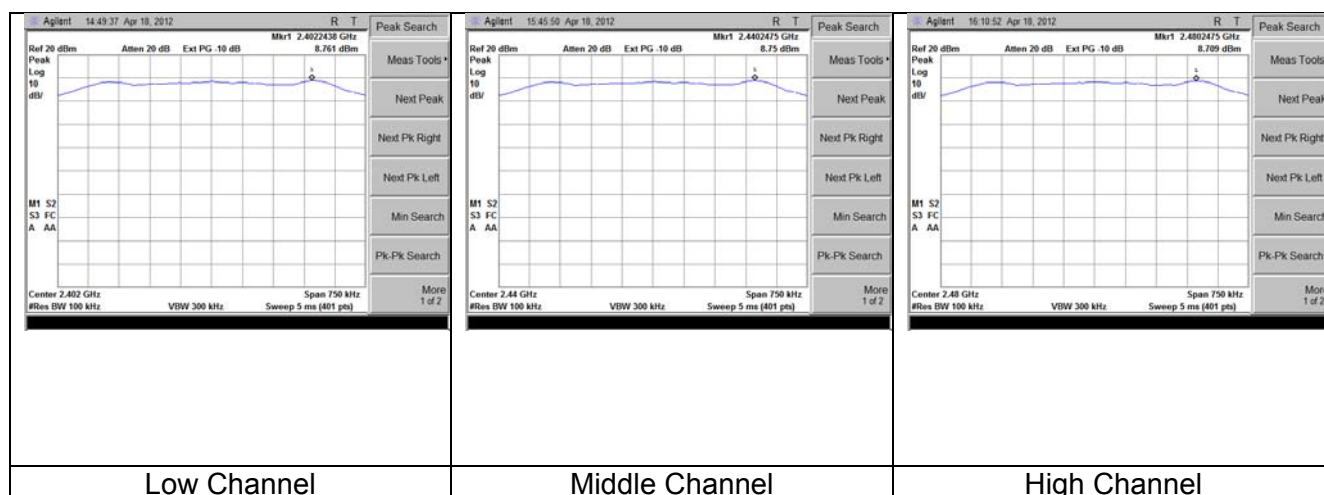 Agilent 14:49:37 Apr 18, 2012 R T
Peak Search
Mkr1 2.4022438 GHz
Ref 20 dBm Atten 20 dB Ext PG -10 dB 8.761 dBm
Peak
Log
10
dB/
1
Meas Tools
Next Peak
Next Pk Right
Next Pk Left
M1 S2
S3 FC
A AA
Min Search
Pk-Pk Search
More
1 of 2
Center 2.402 GHz Span 750 kHz
#Res BW 100 kHz VBW 300 kHz Sweep 5 ms (401 pts)
Low Channel
Agilent 15:45:50 Apr 18, 2012 R T
Peak Search
Mkr1 2.4402475 GHz
Ref 20 dBm Atten 20 dB Ext PG -10 dB 8.75 dBm
Peak
Log
10
dB/
1
Meas Tools
Next Peak
Next Pk Right
Next Pk Left
M1 S2
S3 FC
A AA
Min Search
Pk-Pk Search
More
1 of 2
Center 2.44 GHz Span 750 kHz
#Res BW 100 kHz VBW 300 kHz Sweep 5 ms (401 pts)
Middle Channel
Agilent 16:10:52 Apr 18, 2012 R T
Peak Search
Mkr1 2.4802475 GHz
Ref 20 dBm Atten 20 dB Ext PG -10 dB 8.709 dBm
Peak
Log
10
dB/
1
Meas Tools
Next Peak
Next Pk Right
Next Pk Left
M1 S2
S3 FC
A AA
Min Search
Pk-Pk Search
More
1 of 2
Center 2.48 GHz Span 750 kHz
#Res BW 100 kHz VBW 300 kHz Sweep 5 ms (401 pts)
High Channel